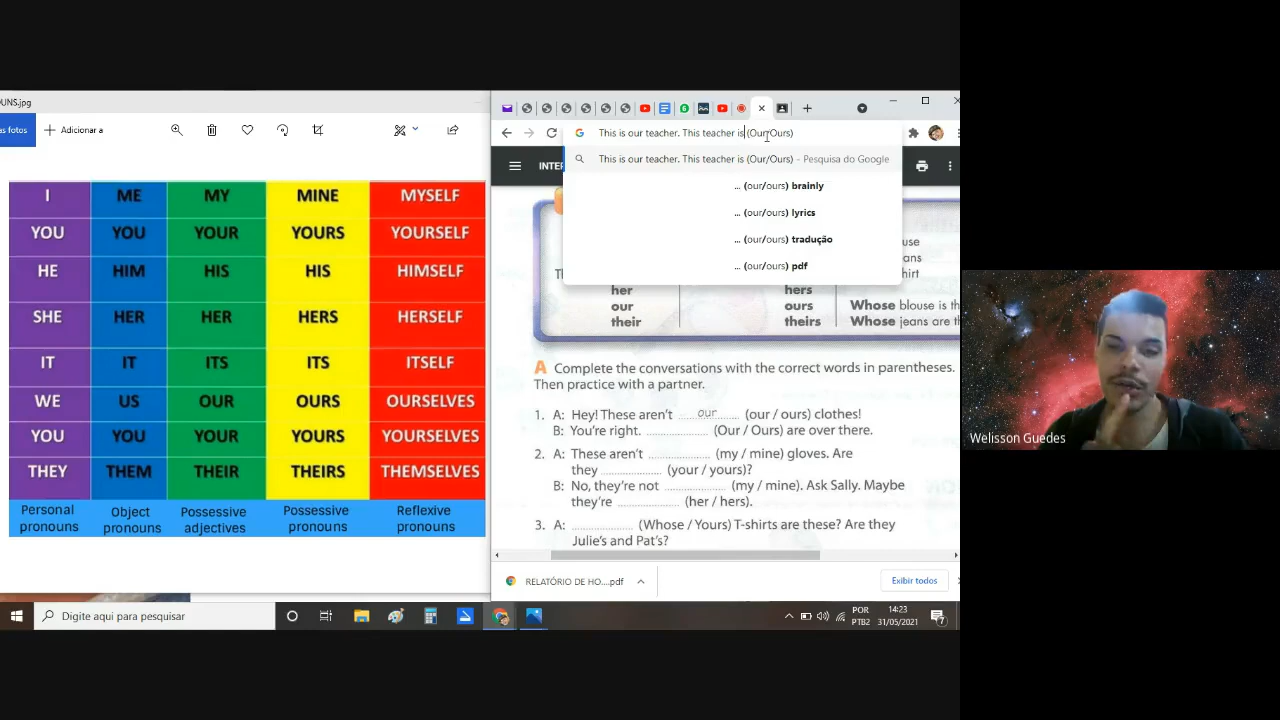 UNS.jpg
as fotos
Adicionar a
I ME MY MINE MYSELF
YOU YOU YOUR YOURS YOURSELF
HE HIM HIS HIS HIMSELF
SHE HER HER HERS HERSELF
IT IT ITS ITS ITSELF
WE US OUR OURS OURSELVES
YOU YOU YOUR YOURS YOURSELVES
THEY THEM THEIR THEIRS THEMSELVES
Personal pronouns
Object pronouns
Possessive adjectives
Possessive pronouns
Reflexive pronouns
This is our teacher. This teacher is (Our/Ours)
This is our teacher. This teacher is (Our/Ours) - Pesquisa do Google
... (our/ours) brainly
... (our/ours) lyrics
... (our/ours) tradução
... (our/ours) pdf
INTE
Th
use
ans
hirt
her hers
our ours Whose blouse is th
their theirs Whose jeans are t
A Complete the conversations with the correct words in parentheses.
Then practice with a partner.
1. A: Hey! These aren't our (our / ours) clothes!
B: You're right. .............. (Our / Ours) are over there.
2. A: These aren't .............. (my / mine) gloves. Are
they .............. (your / yours)?
B: No, they're not .............. (my / mine). Ask Sally. Maybe
they're .............. (her / hers).
3. A: .............. (Whose / Yours) T-shirts are these? Are they
Julie's and Pat's?
RELATÓRIO DE HO....pdf
Exibir todos
Digite aqui para pesquisar
POR
PTB2
14:23
31/05/2021
7
Welisson Guedes